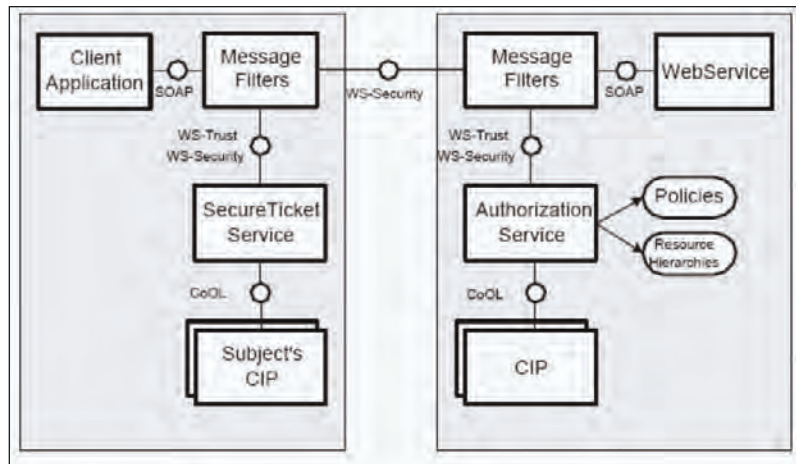 Client
Application
SOAP
Message
Filters
WS-Security
Message
Filters
SOAP
WebService
WS-Trust
WS-Security
WS-Trust
WS-Security
SecureTicket
Service
Authorization
Service
Policies
Resource
Hierarchies
CoOL
CoOL
Subject's
CIP
CIP